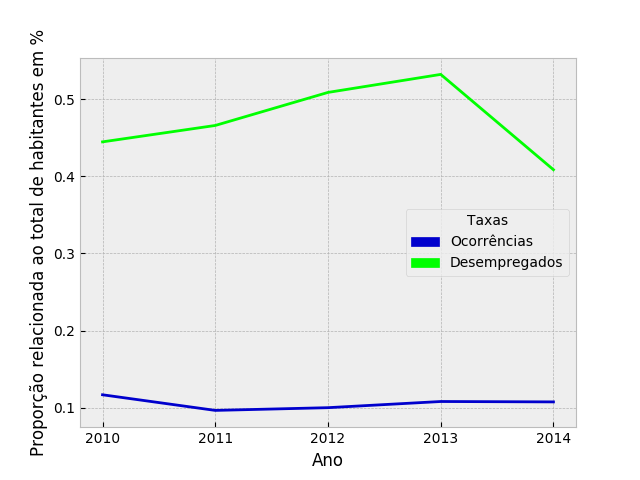 Proporção relacionada ao total de habitantes em %
0.5
0.4
0.3
0.2
0.1
Taxas
Ocorrências
Desempregados
2010 2011 2012 2013 2014
Ano